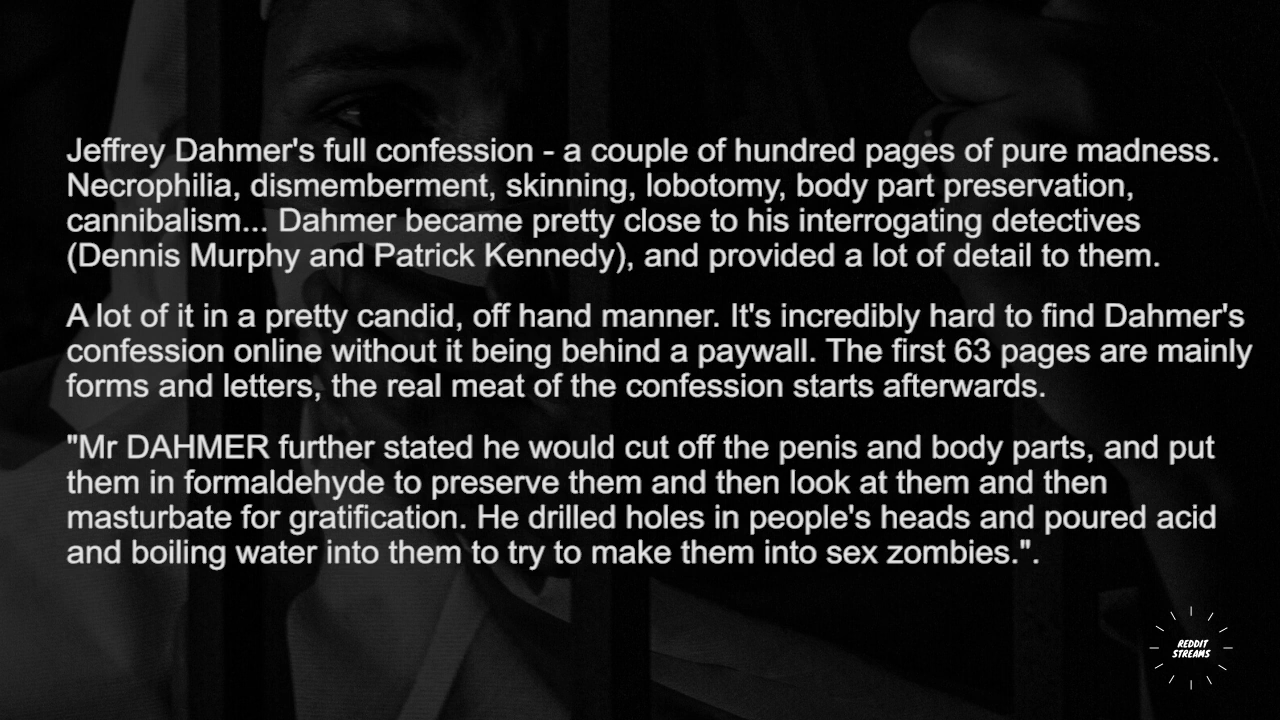 Jeffrey Dahmer's full confession - a couple of hundred pages of pure madness.
Necrophilia, dismemberment, skinning, lobotomy, body part preservation,
cannibalism... Dahmer became pretty close to his interrogating detectives
(Dennis Murphy and Patrick Kennedy), and provided a lot of detail to them.
A lot of it in a pretty candid, off hand manner. It's incredibly hard to find Dahmer's
confession online without it being behind a paywall. The first 63 pages are mainly
forms and letters, the real meat of the confession starts afterwards.
"Mr DAHMER further stated he would cut off the penis and body parts, and put
them in formaldehyde to preserve them and then look at them and then
masturbate for gratification. He drilled holes in people's heads and poured acid
and boiling water into them to try to make them into sex zombies.".
REDDIT
STREAMS